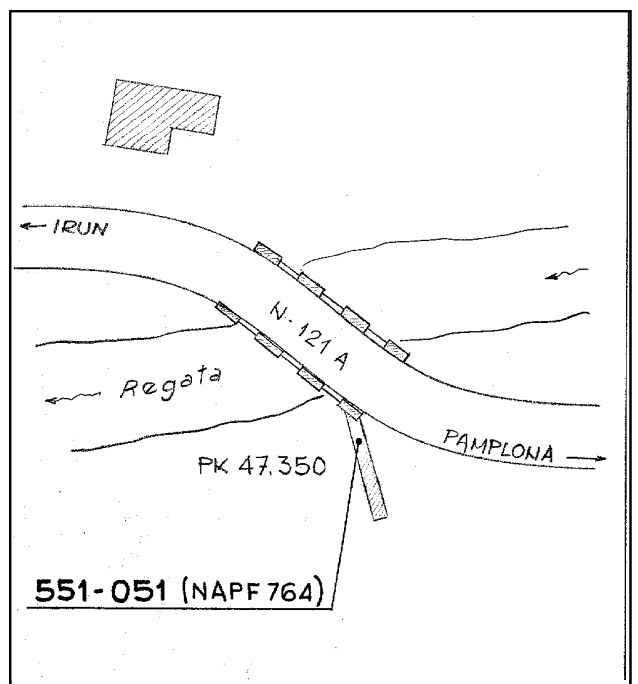 ← IRUN
N-121 A
Regata
PAMPLONA →
PK 47.350
551-051 (NAPF 764)